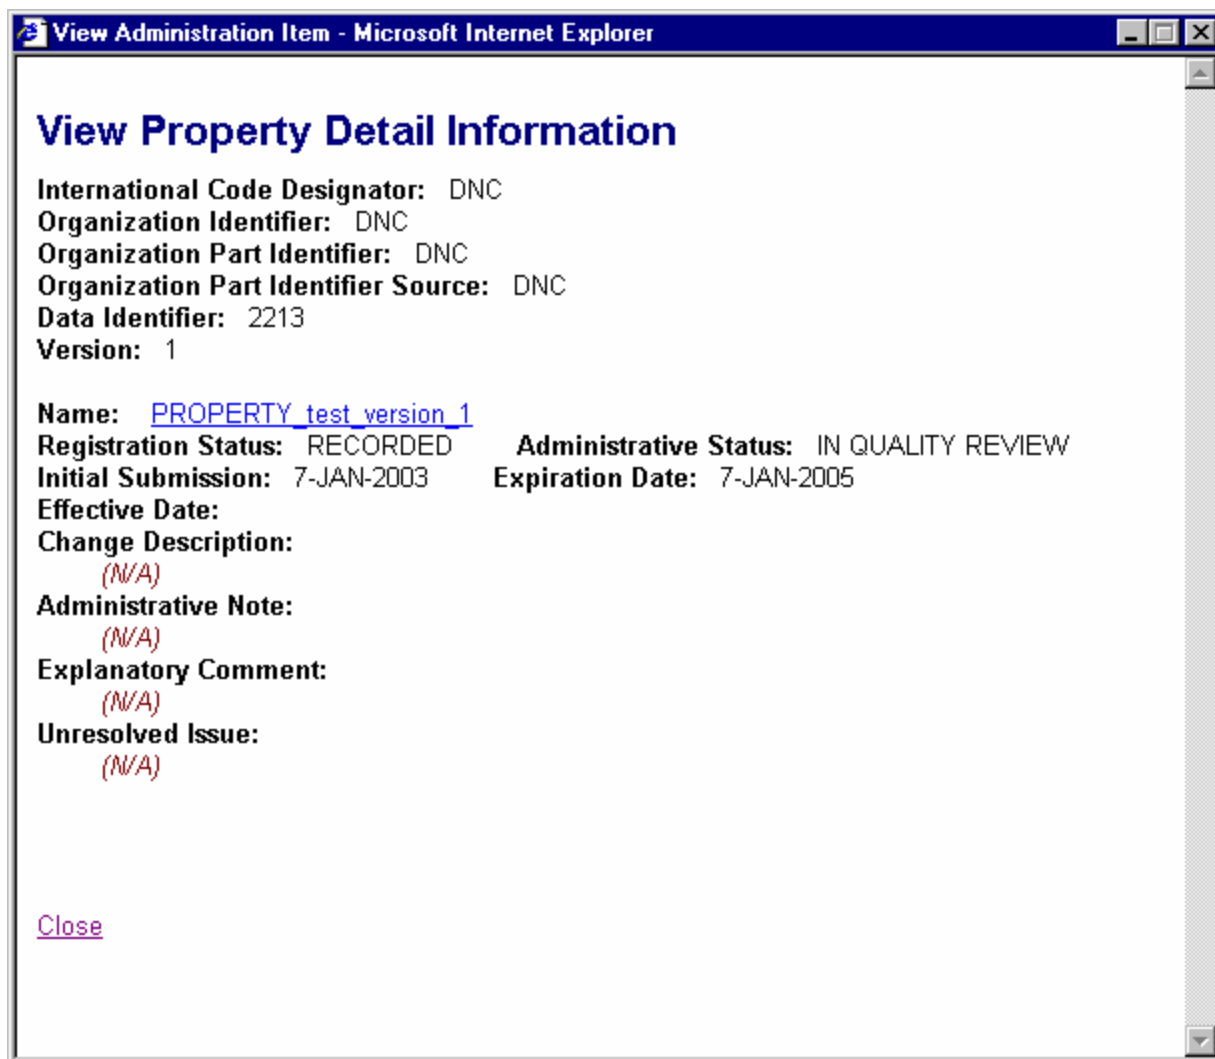 View Administration Item - Microsoft Internet Explorer
View Property Detail Information
International Code Designator: DNC
Organization Identifier: DNC
Organization Part Identifier: DNC
Organization Part Identifier Source: DNC
Data Identifier: 2213
Version: 1
Name: PROPERTY_test_version_1
Registration Status: RECORDED Administrative Status: IN QUALITY REVIEW
Initial Submission: 7-JAN-2003 Expiration Date: 7-JAN-2005
Effective Date:
Change Description:
(N/A)
Administrative Note:
(N/A)
Explanatory Comment:
(N/A)
Unresolved Issue:
(N/A)
Close